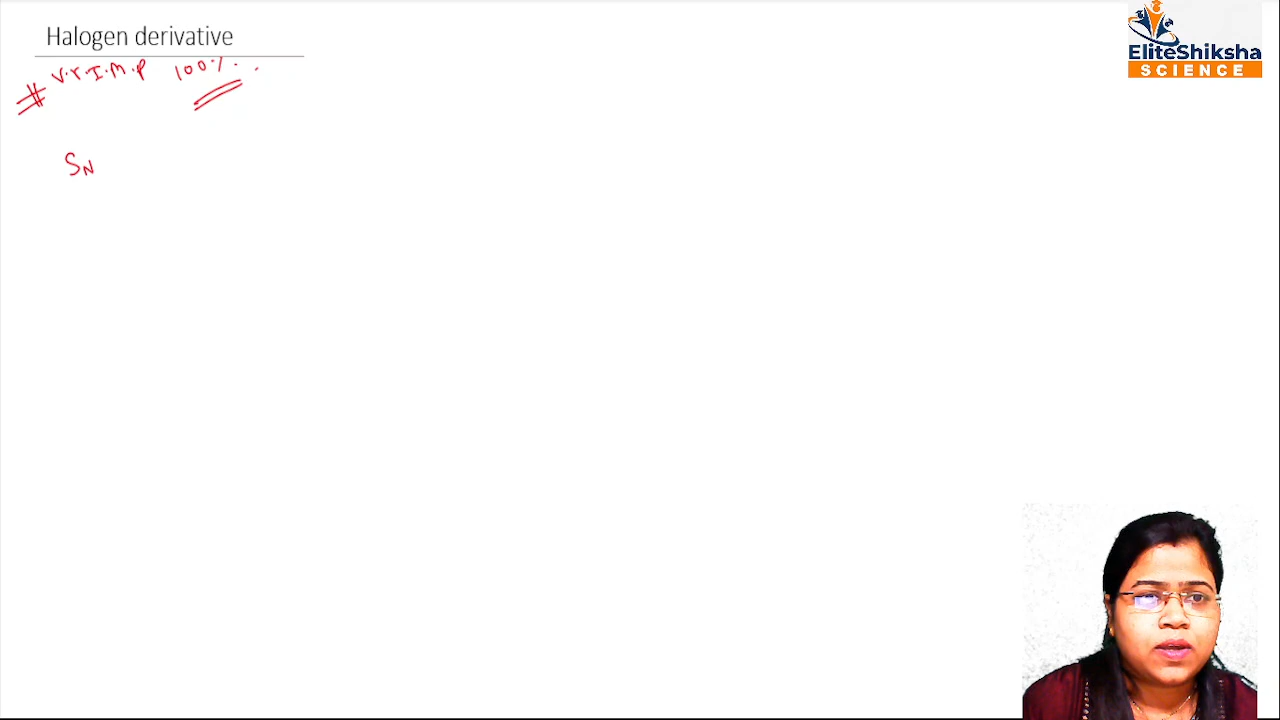 Halogen derivative
EliteShiksha
SCIENCE
# V.V.I.M.P 100%.
SN